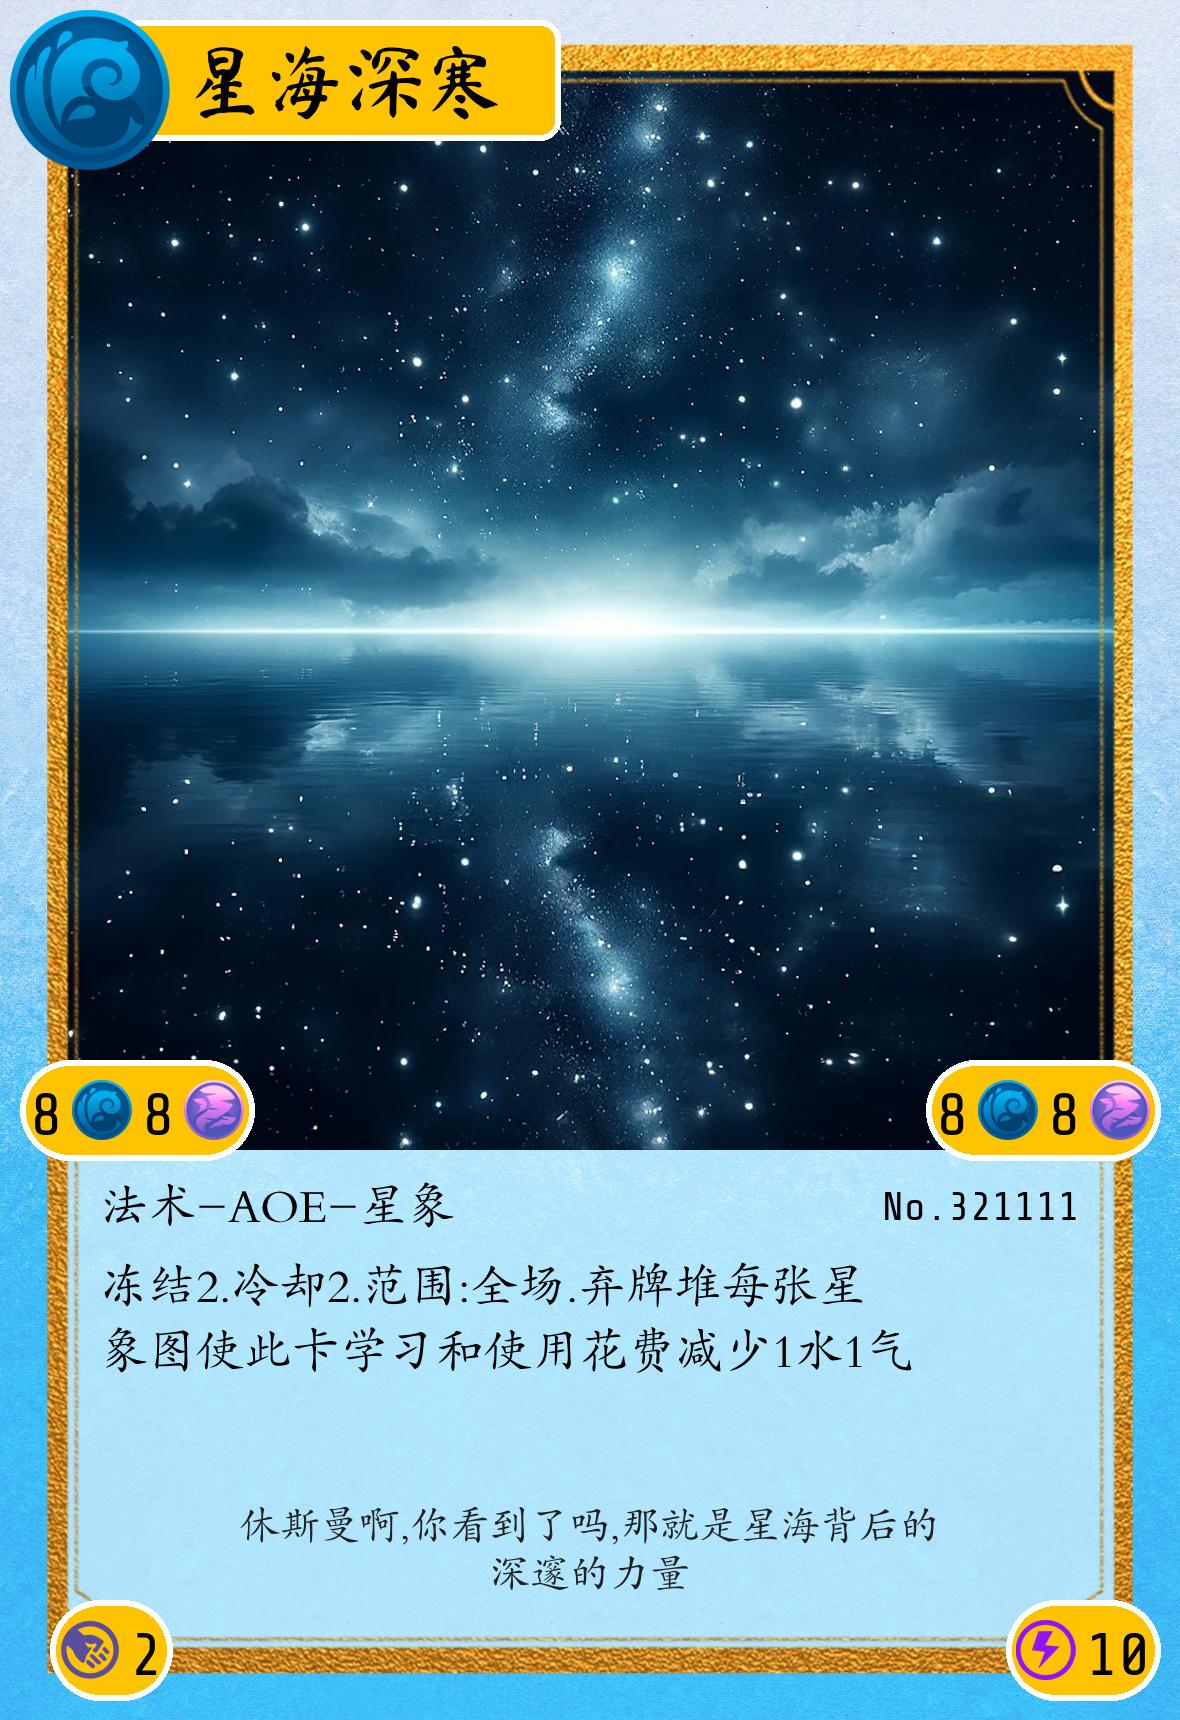 星海深寒
8 8
8 8
法术-AOE-星象
No.321111
冻结2.冷却2.范围:全场.弃牌堆每张星
象图使此卡学习和使用花费减少1水1气
休斯曼啊,你看到了吗,那就是星海背后的
深邃的力量
2
10